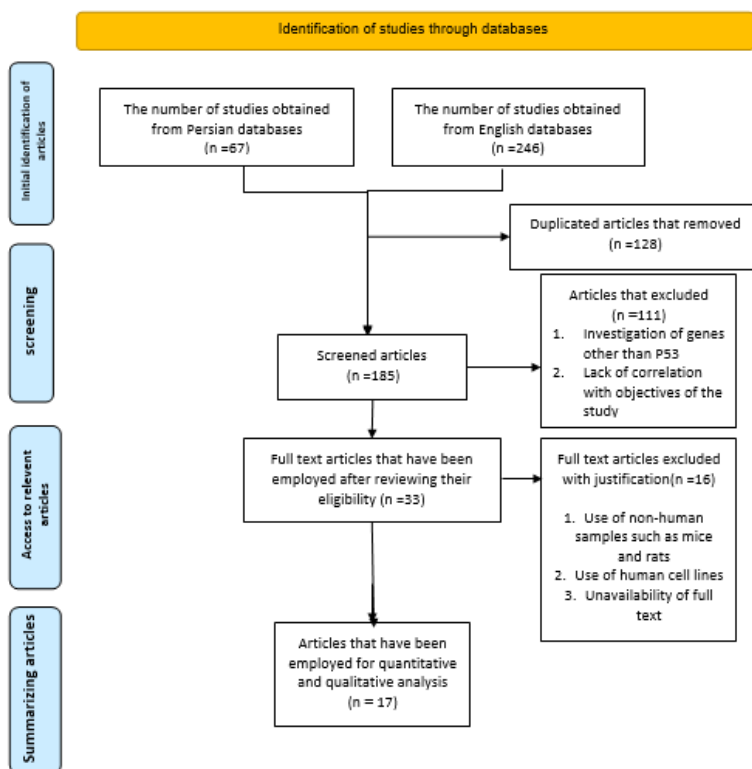 Identification of studies through databases
Initial identification of
articles
The number of studies obtained
from Persian databases
(n =67)
The number of studies obtained
from English databases
(n =246)
Duplicated articles that removed
(n =128)
screening
Articles that excluded
(n =111)
1. Investigation of genes
other than P53
2. Lack of correlation
with objectives of the
study
Screened articles
(n =185)
Access to relevent
articles
Full text articles that have been
employed after reviewing their
eligibility (n =33)
Full text articles excluded
with justification(n =16)
1. Use of non-human
samples such as mice
and rats
2. Use of human cell lines
3. Unavailability of full
text
Summarizing articles
Articles that have been
employed for quantitative
and qualitative analysis
(n = 17)